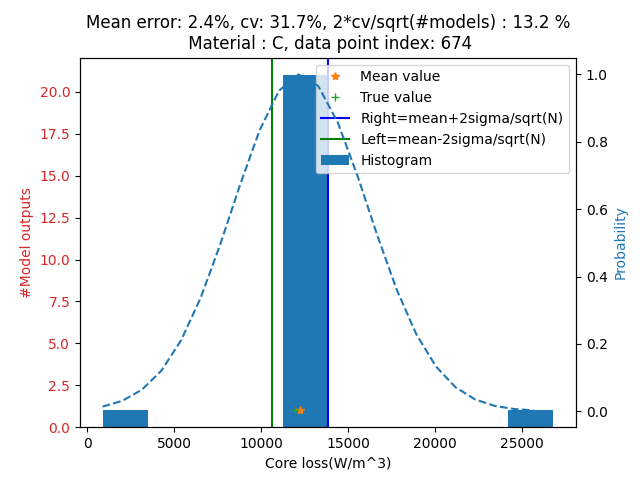 Mean error: 2.4%, cv: 31.7%, 2*cv/sqrt(#models) : 13.2 %
Material : C, data point index: 674
Mean value
True value
Right=mean+2sigma/sqrt(N)
Left=mean-2sigma/sqrt(N)
Histogram
#Model outputs
20.0
17.5
15.0
12.5
10.0
7.5
5.0
2.5
0.0
1.0
0.8
0.6
0.4
0.2
0.0
Probability
0
5000
10000
15000
20000
25000
Core loss(W/m^3)